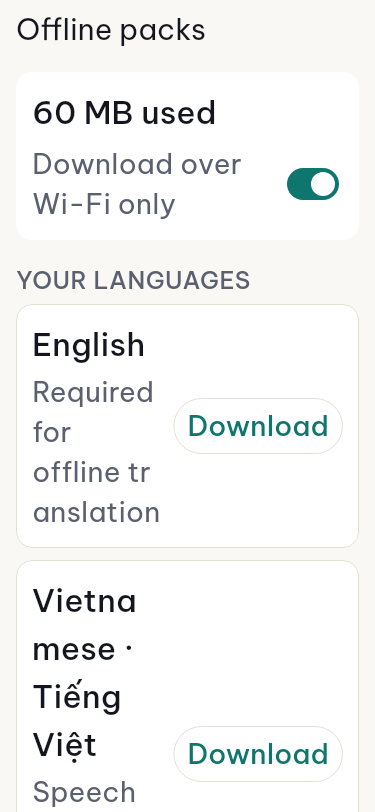 Offline packs
60 MB used
Download over
Wi-Fi only
YOUR LANGUAGES
English
Required
for
offline tr
anslation
Download
Vietna
mese ·
Tiếng
Việt
Speech
Download